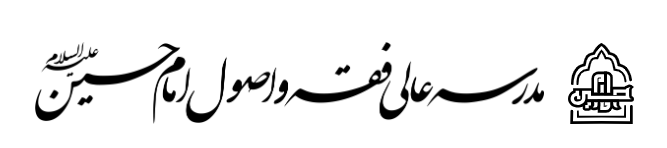 مدرسه عالی فقه و اصول امام حسین علیه‌السلام